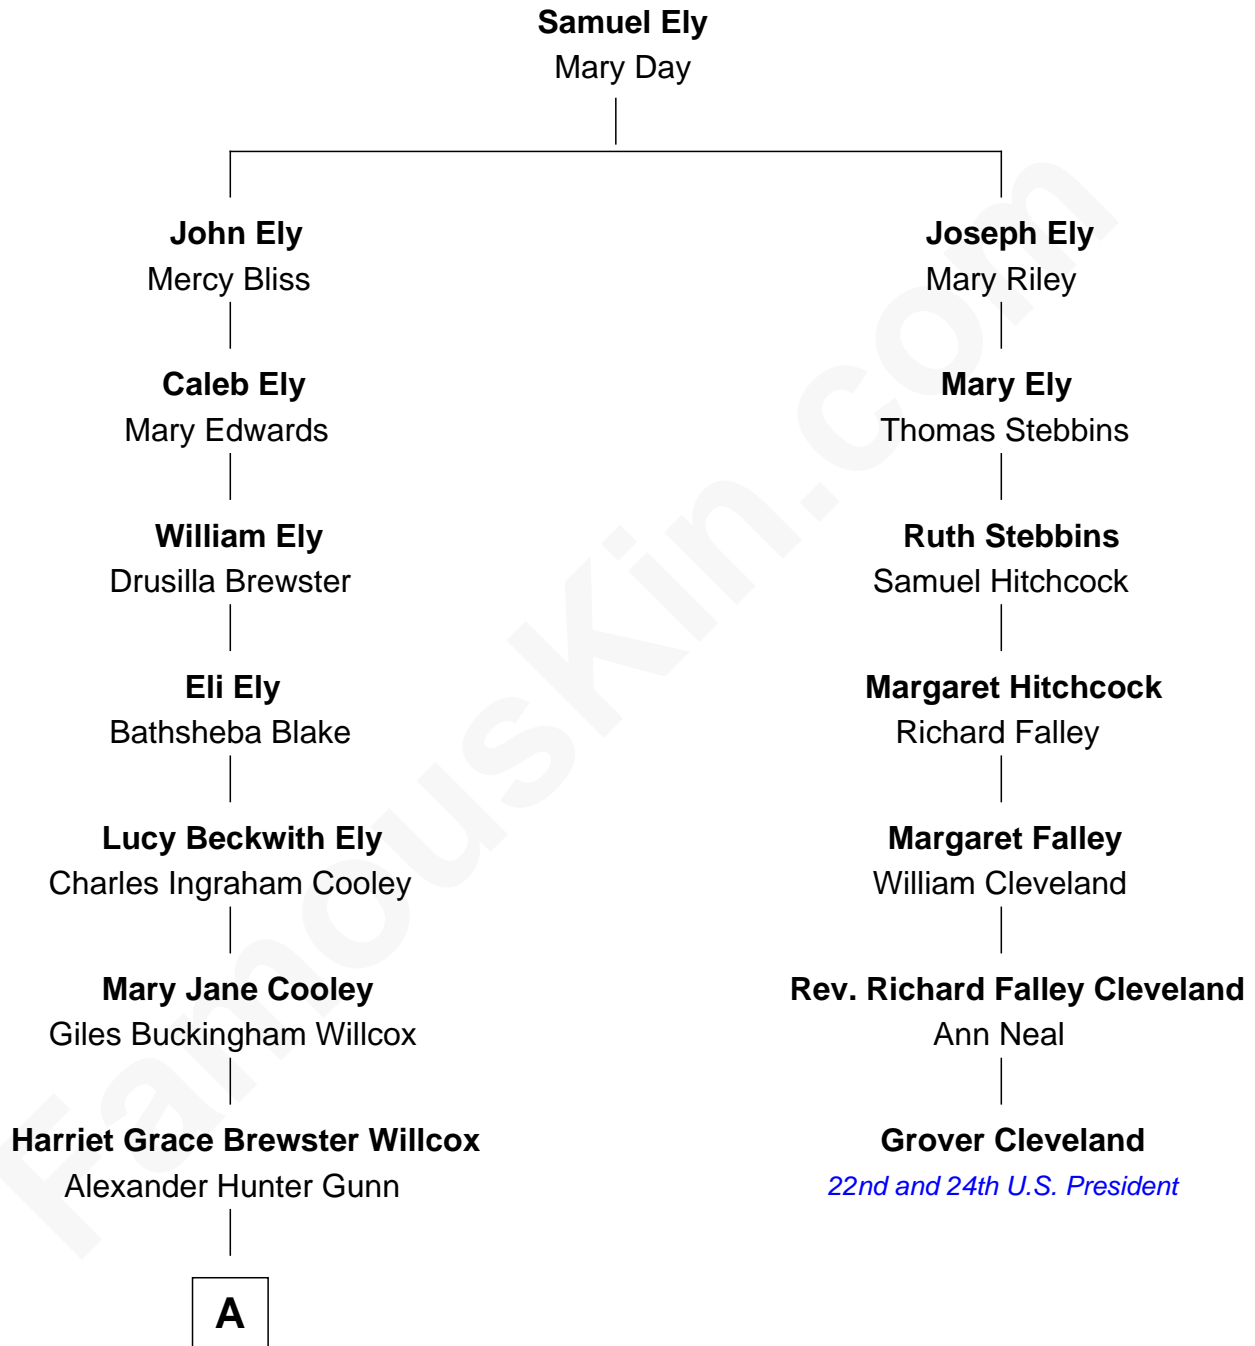 Samuel Ely
Mary Day
John Ely
Mercy Bliss
Joseph Ely
Mary Riley
Caleb Ely
Mary Edwards
Mary Ely
Thomas Stebbins
William Ely
Drusilla Brewster
Ruth Stebbins
Samuel Hitchcock
Eli Ely
Bathsheba Blake
Margaret Hitchcock
Richard Falley
Lucy Beckwith Ely
Charles Ingraham Cooley
Margaret Falley
William Cleveland
Mary Jane Cooley
Giles Buckingham Willcox
Rev. Richard Falley Cleveland
Ann Neal
Harriet Grace Brewster Willcox
Alexander Hunter Gunn
Grover Cleveland
22nd and 24th U.S. President
A
FamousKin.com